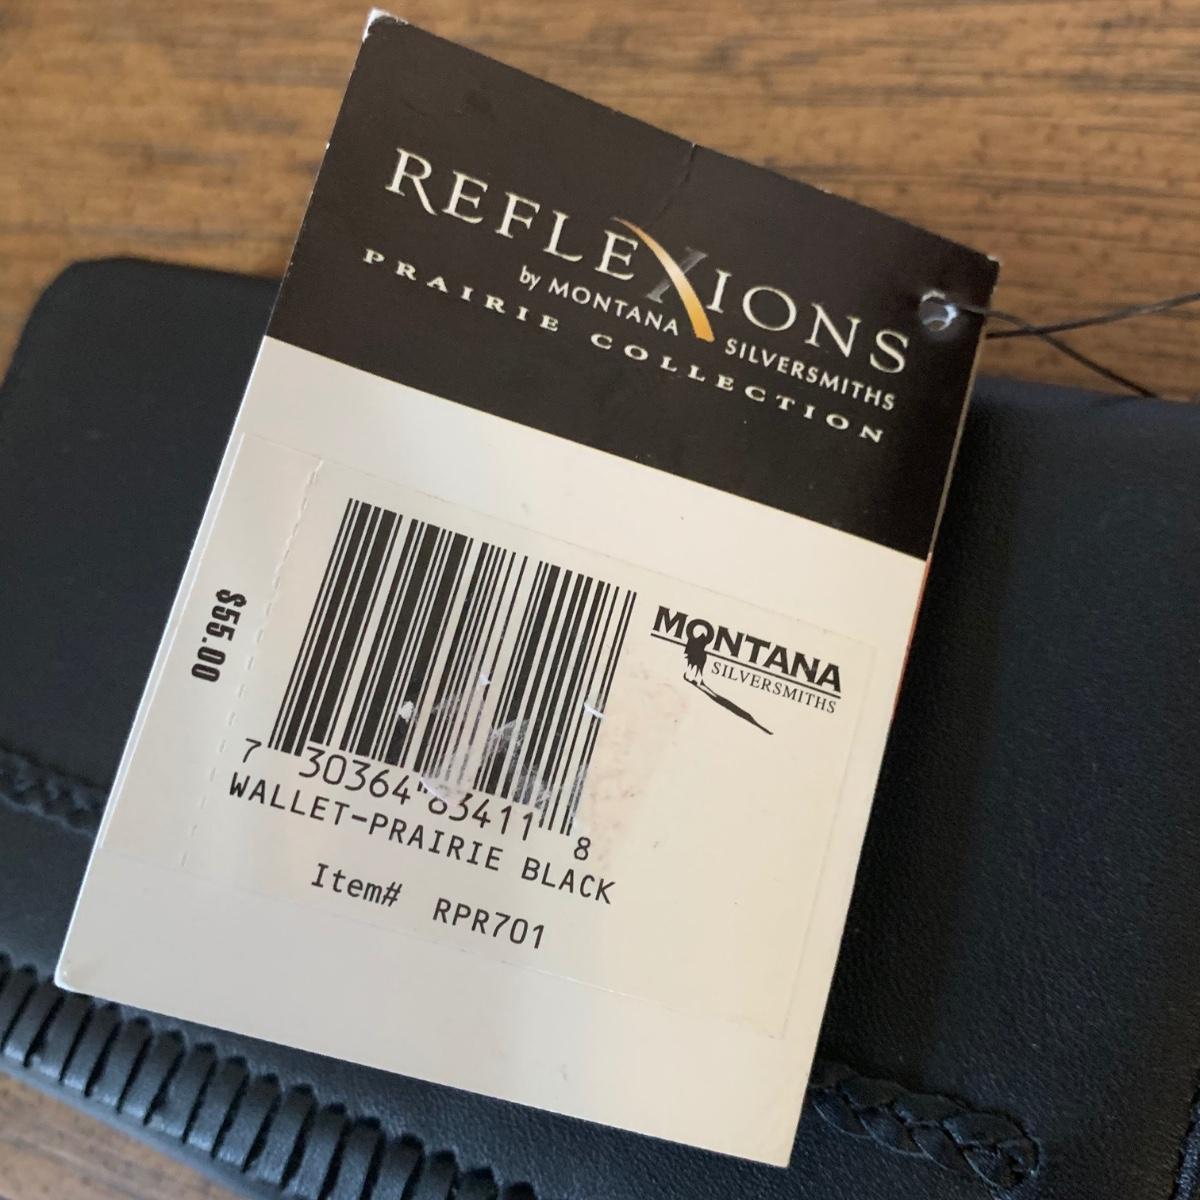 REFLEXIONS
by MONTANA SILVERSMITHS
PRAIRIE COLLECTION
$55.00
MONTANA
SILVERSMITHS
7 30364 83411 8
WALLET-PRAIRIE BLACK
Item# RPR701